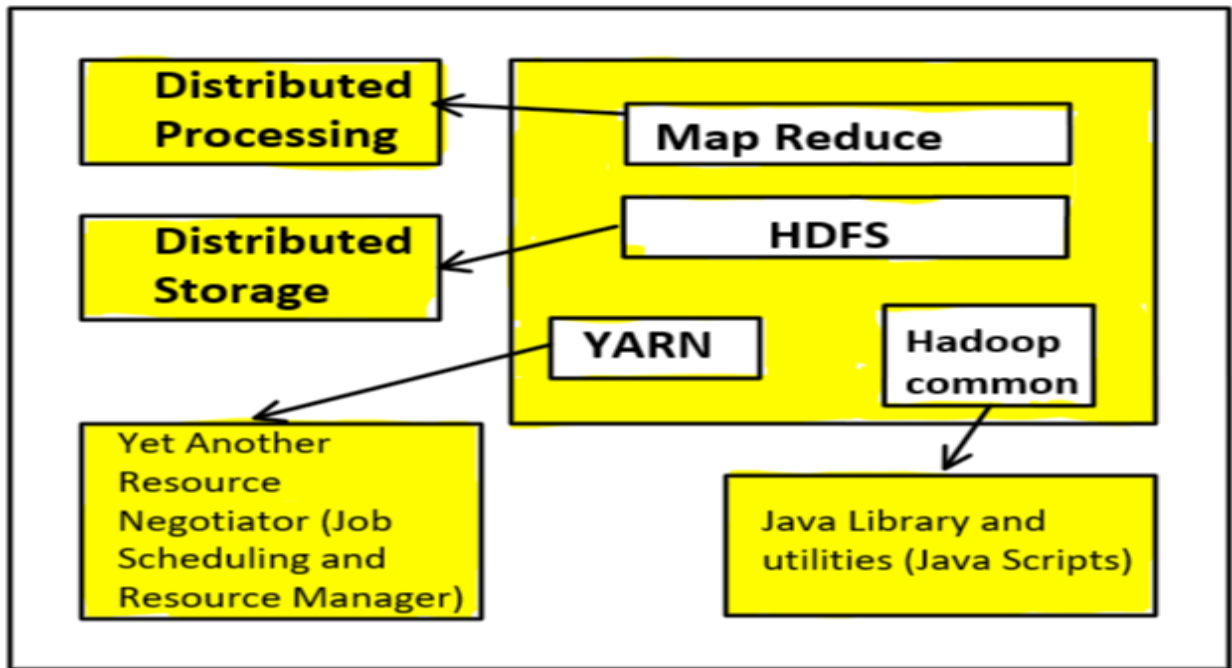 Distributed
Processing
Map Reduce
Distributed
Storage
HDFS
YARN
Hadoop
common
Yet Another
Resource
Negotiator (Job
Scheduling and
Resource Manager)
Java Library and
utilities (Java Scripts)